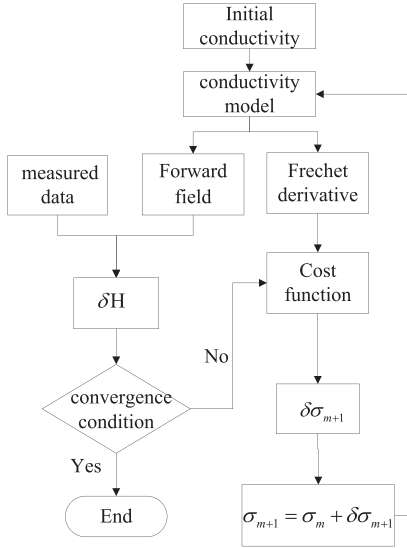 Initial
conductivity
conductivity
model
measured
data
Forward
field
Frechet
derivative
δH
Cost
function
No
convergence
condition
δσₘ₊₁
Yes
End
σₘ₊₁ = σₘ + δσₘ₊₁